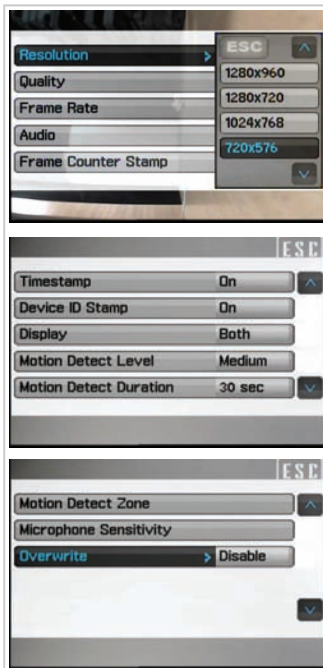 Resolution > ESC
1280x960
Quality
1280x720
Frame Rate
1024x768
Audio
720x576
Frame Counter Stamp
ESC
Timestamp On
Device ID Stamp On
Display Both
Motion Detect Level Medium
Motion Detect Duration 30 sec
ESC
Motion Detect Zone
Microphone Sensitivity
Overwrite > Disable